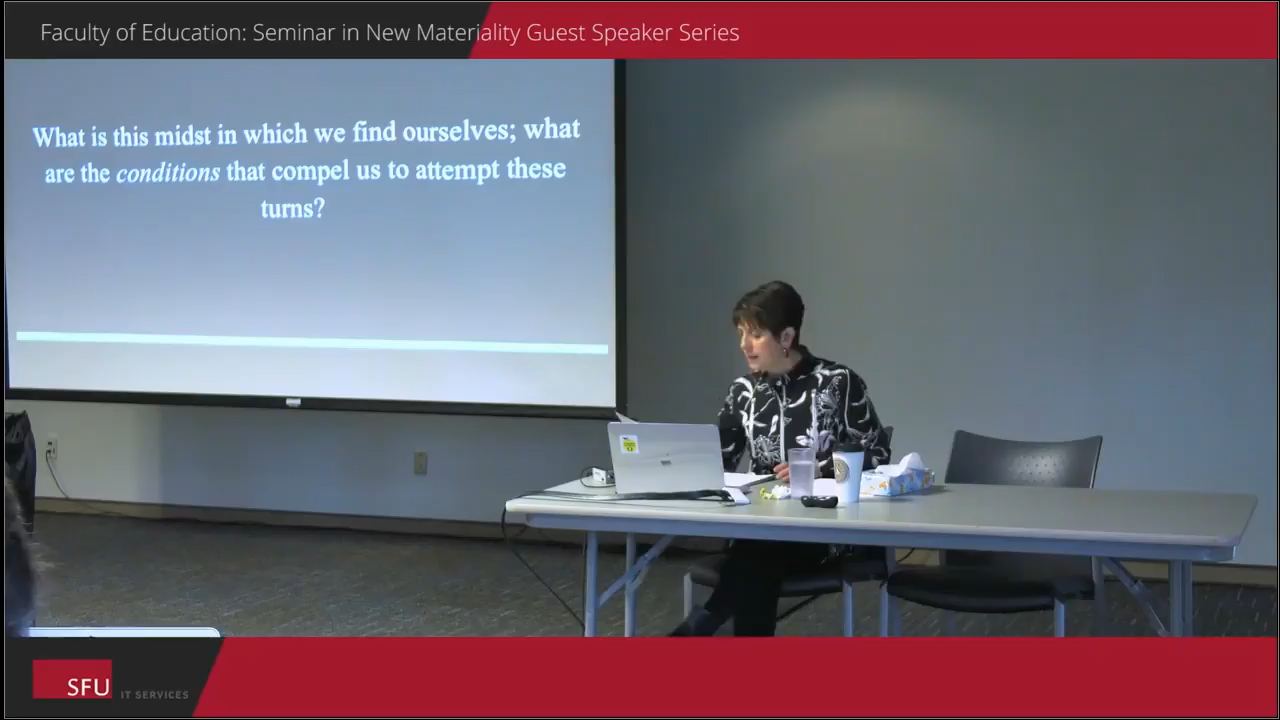 Faculty of Education: Seminar in New Materiality Guest Speaker Series
What is this midst in which we find ourselves; what
are the conditions that compel us to attempt these
turns?
SFU IT SERVICES